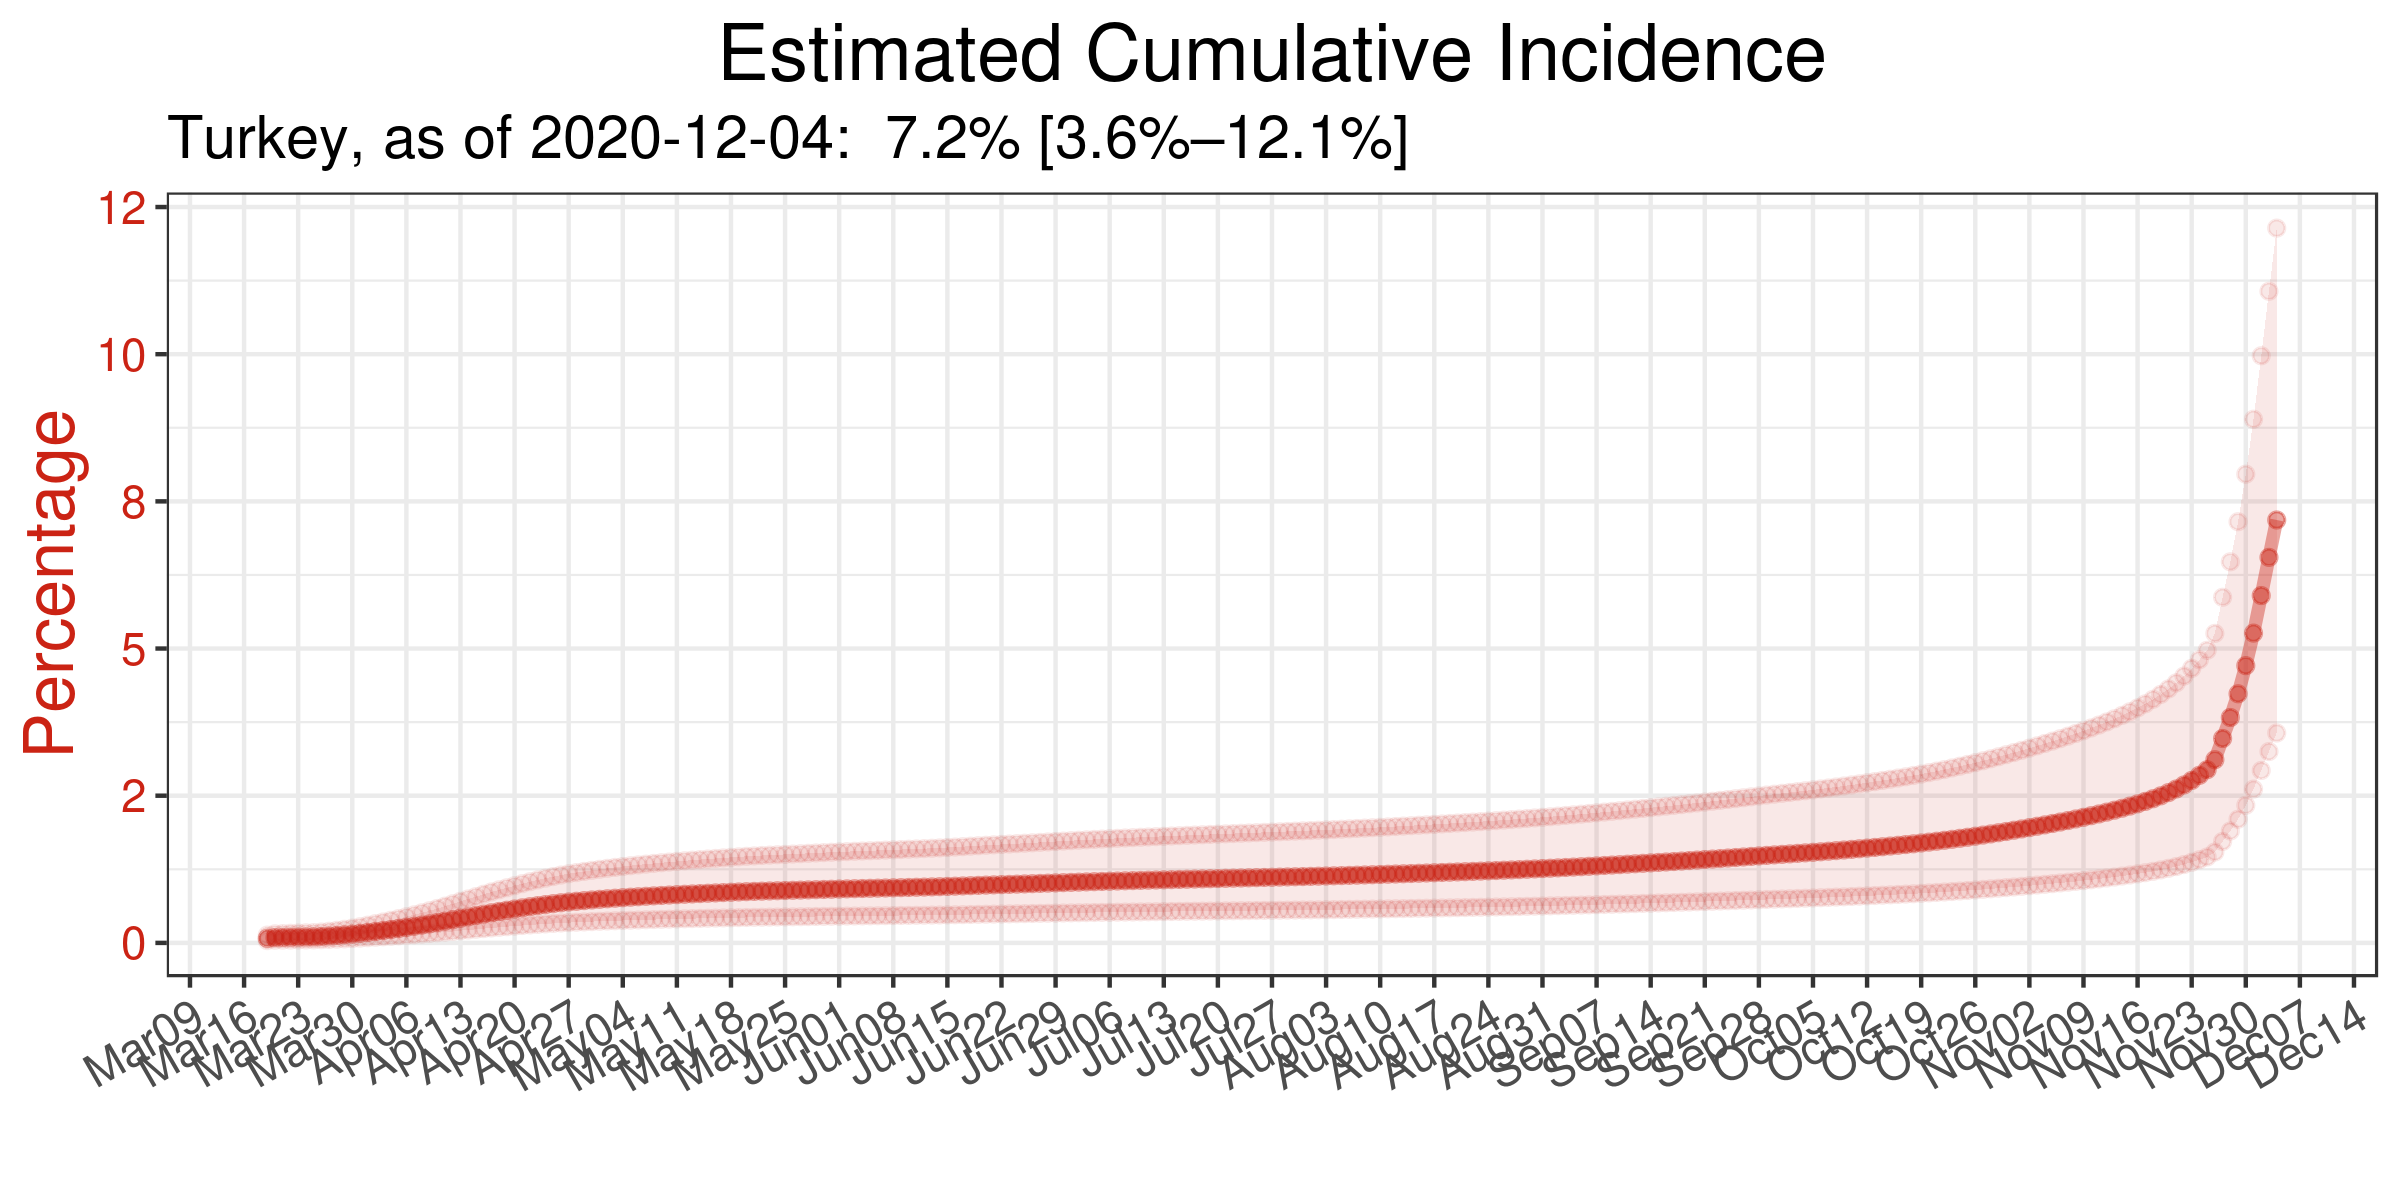 Estimated Cumulative Incidence
Turkey, as of 2020-12-04:  7.2% [3.6%–12.1%]
Percentage
12
10
8
5
2
0
Mar09
Mar16
Mar23
Mar30
Apr06
Apr13
Apr20
Apr27
May04
May11
May18
May25
Jun01
Jun08
Jun15
Jun22
Jun29
Jul06
Jul13
Jul20
Jul27
Aug03
Aug10
Aug17
Aug24
Aug31
Sep07
Sep14
Sep21
Sep28
Oct05
Oct12
Oct19
Oct26
Nov02
Nov09
Nov16
Nov23
Nov30
Dec07
Dec14